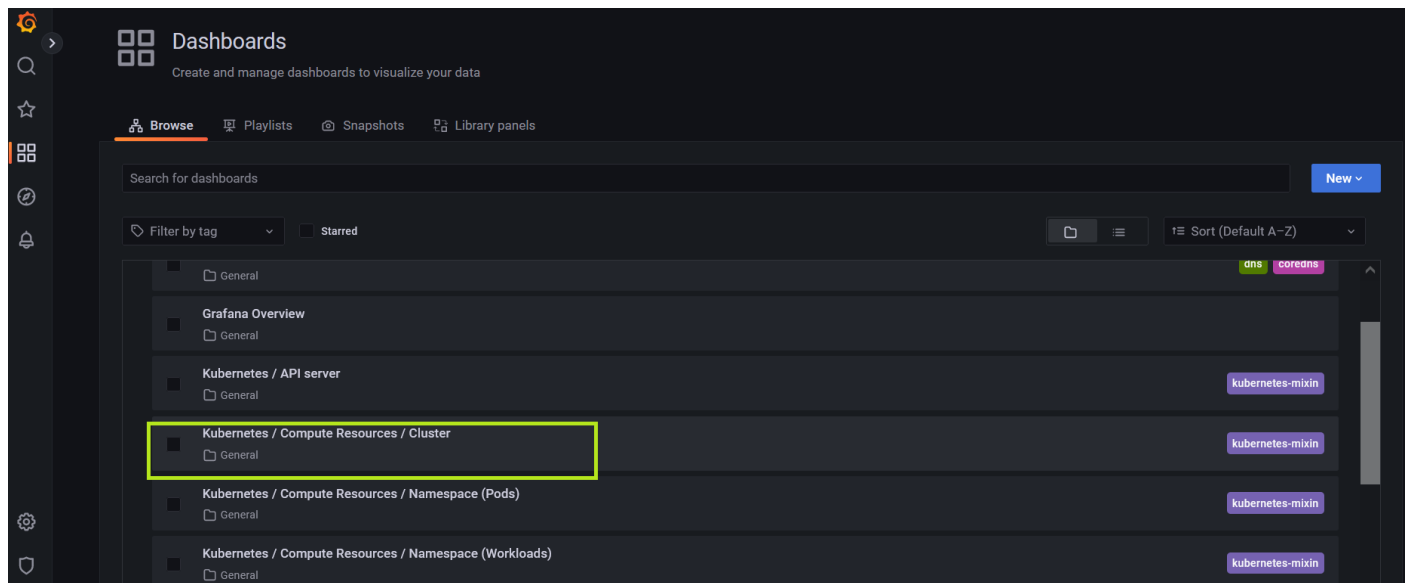 Dashboards
Create and manage dashboards to visualize your data
Browse Playlists Snapshots Library panels
Search for dashboards New
Filter by tag Starred Sort (Default A–Z)
General dns coredns
Grafana Overview
General
Kubernetes / API server
General kubernetes-mixin
Kubernetes / Compute Resources / Cluster
General kubernetes-mixin
Kubernetes / Compute Resources / Namespace (Pods)
General kubernetes-mixin
Kubernetes / Compute Resources / Namespace (Workloads)
General kubernetes-mixin